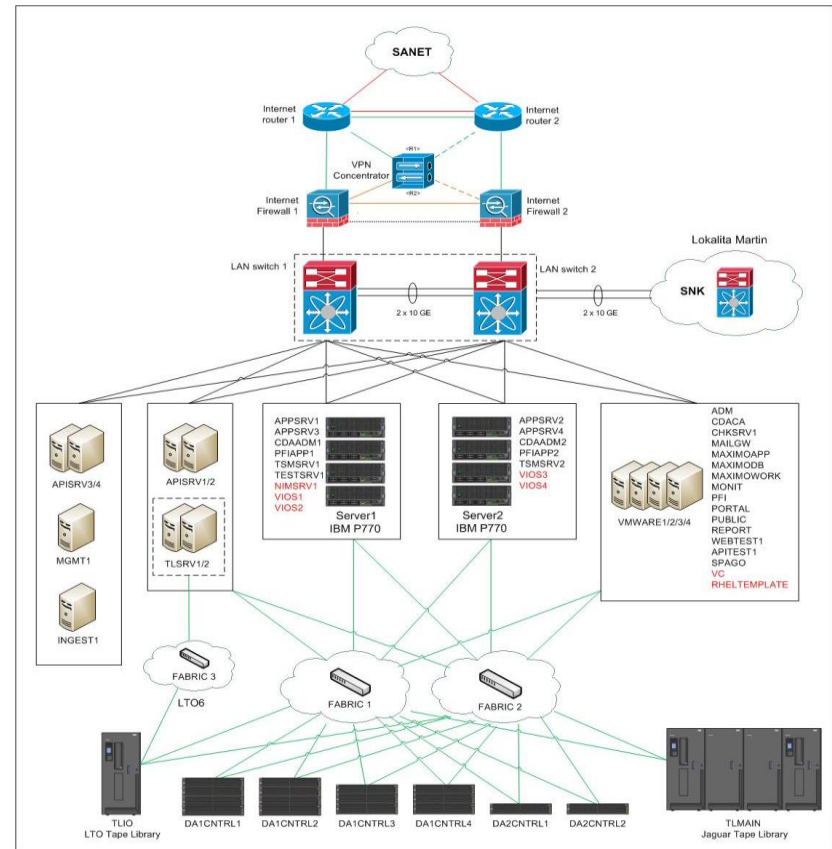 SANET
Internet
router 1
Internet
router 2
<R1>
VPN
Concentrator
<R2>
Internet
Firewall 1
Internet
Firewall 2
Lokalita Martin
LAN switch 1
LAN switch 2
SNK
2 x 10 GE
2 x 10 GE
APISRV3/4
MGMT1
INGEST1
APISRV1/2
TLSRV1/2
APPSRV1
APPSRV3
CDAADM1
PFIAPP1
TSMSRV1
TESTSRV1
NIMSRV1
VIOS1
VIOS2
Server1
IBM P770
APPSRV2
APPSRV4
CDAADM2
PFIAPP2
TSMSRV2
VIOS3
VIOS4
Server2
IBM P770
VMWARE1/2/3/4
ADM
CDACA
CHKSRV1
MAILGW
MAXIMOAPP
MAXIMODB
MAXIMOWORK
MONIT
PFI
PORTAL
PUBLIC
REPORT
WEBTEST1
APITEST1
SPAGO
VC
RHELTEMPLATE
FABRIC 3
LTO6
FABRIC 1
FABRIC 2
TLIO
LTO Tape Library
DA1CNTRL1
DA1CNTRL2
DA1CNTRL3
DA1CNTRL4
DA2CNTRL1
DA2CNTRL2
TLMAIN
Jaguar Tape Library